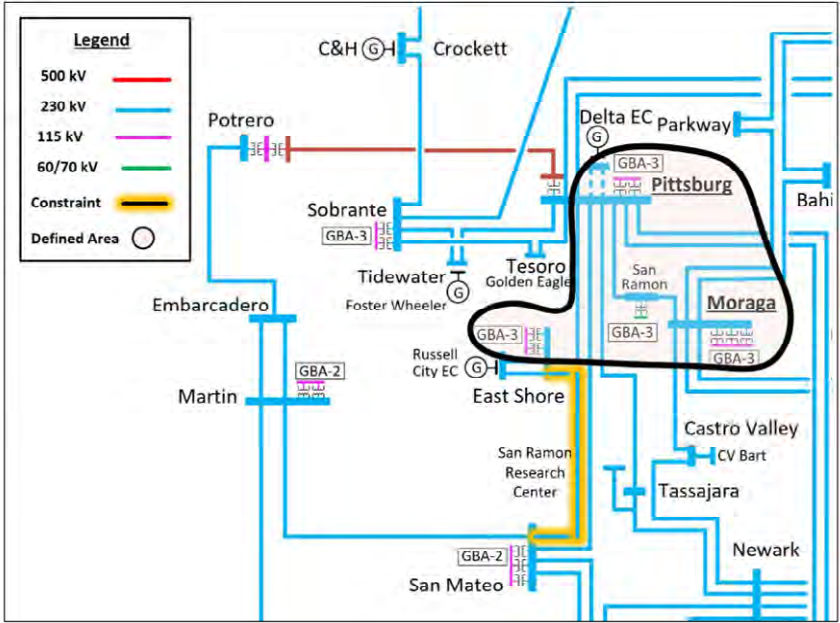 Legend
500 kV
230 kV
115 kV
60/70 kV
Constraint
Defined Area
C&H G
Crockett
Potrero
Delta EC
G
Parkway
GBA-3
Pittsburg
Bahi
Sobrante
GBA-3
Tidewater
G
Foster Wheeler
Tesoro
Golden Eagle
San
Ramon
GBA-3
Moraga
GBA-3
Embarcadero
GBA-3
Russell
City EC
G
East Shore
GBA-2
Martin
Castro Valley
CV Bart
San Ramon
Research
Center
Tassajara
GBA-2
San Mateo
Newark